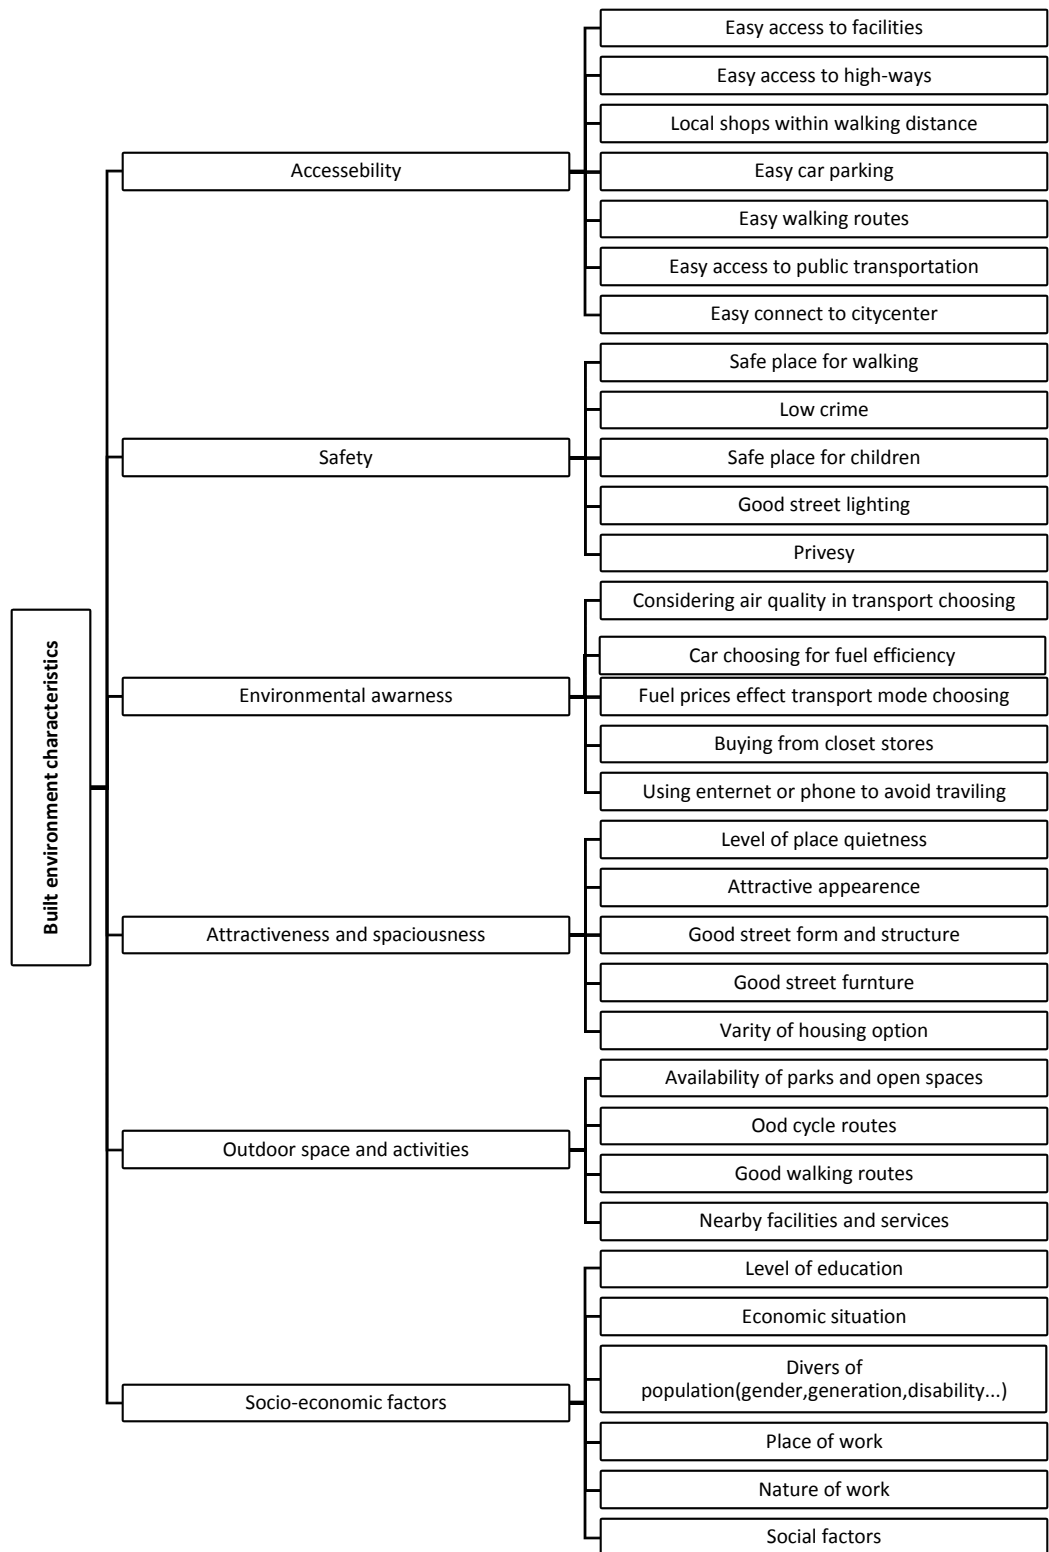 Built environment characteristics
Accessebility
Easy access to facilities
Easy access to high-ways
Local shops within walking distance
Easy car parking
Easy walking routes
Easy access to public transportation
Easy connect to citycenter
Safety
Safe place for walking
Low crime
Safe place for children
Good street lighting
Privesy
Environmental awarness
Considering air quality in transport choosing
Car choosing for fuel efficiency
Fuel prices effect transport mode choosing
Buying from closet stores
Using enternet or phone to avoid traviling
Attractiveness and spaciousness
Level of place quietness
Attractive appearence
Good street form and structure
Good street furnture
Varity of housing option
Outdoor space and activities
Availability of parks and open spaces
Ood cycle routes
Good walking routes
Nearby facilities and services
Socio-economic factors
Level of education
Economic situation
Divers of
population(gender,generation,disability...)
Place of work
Nature of work
Social factors